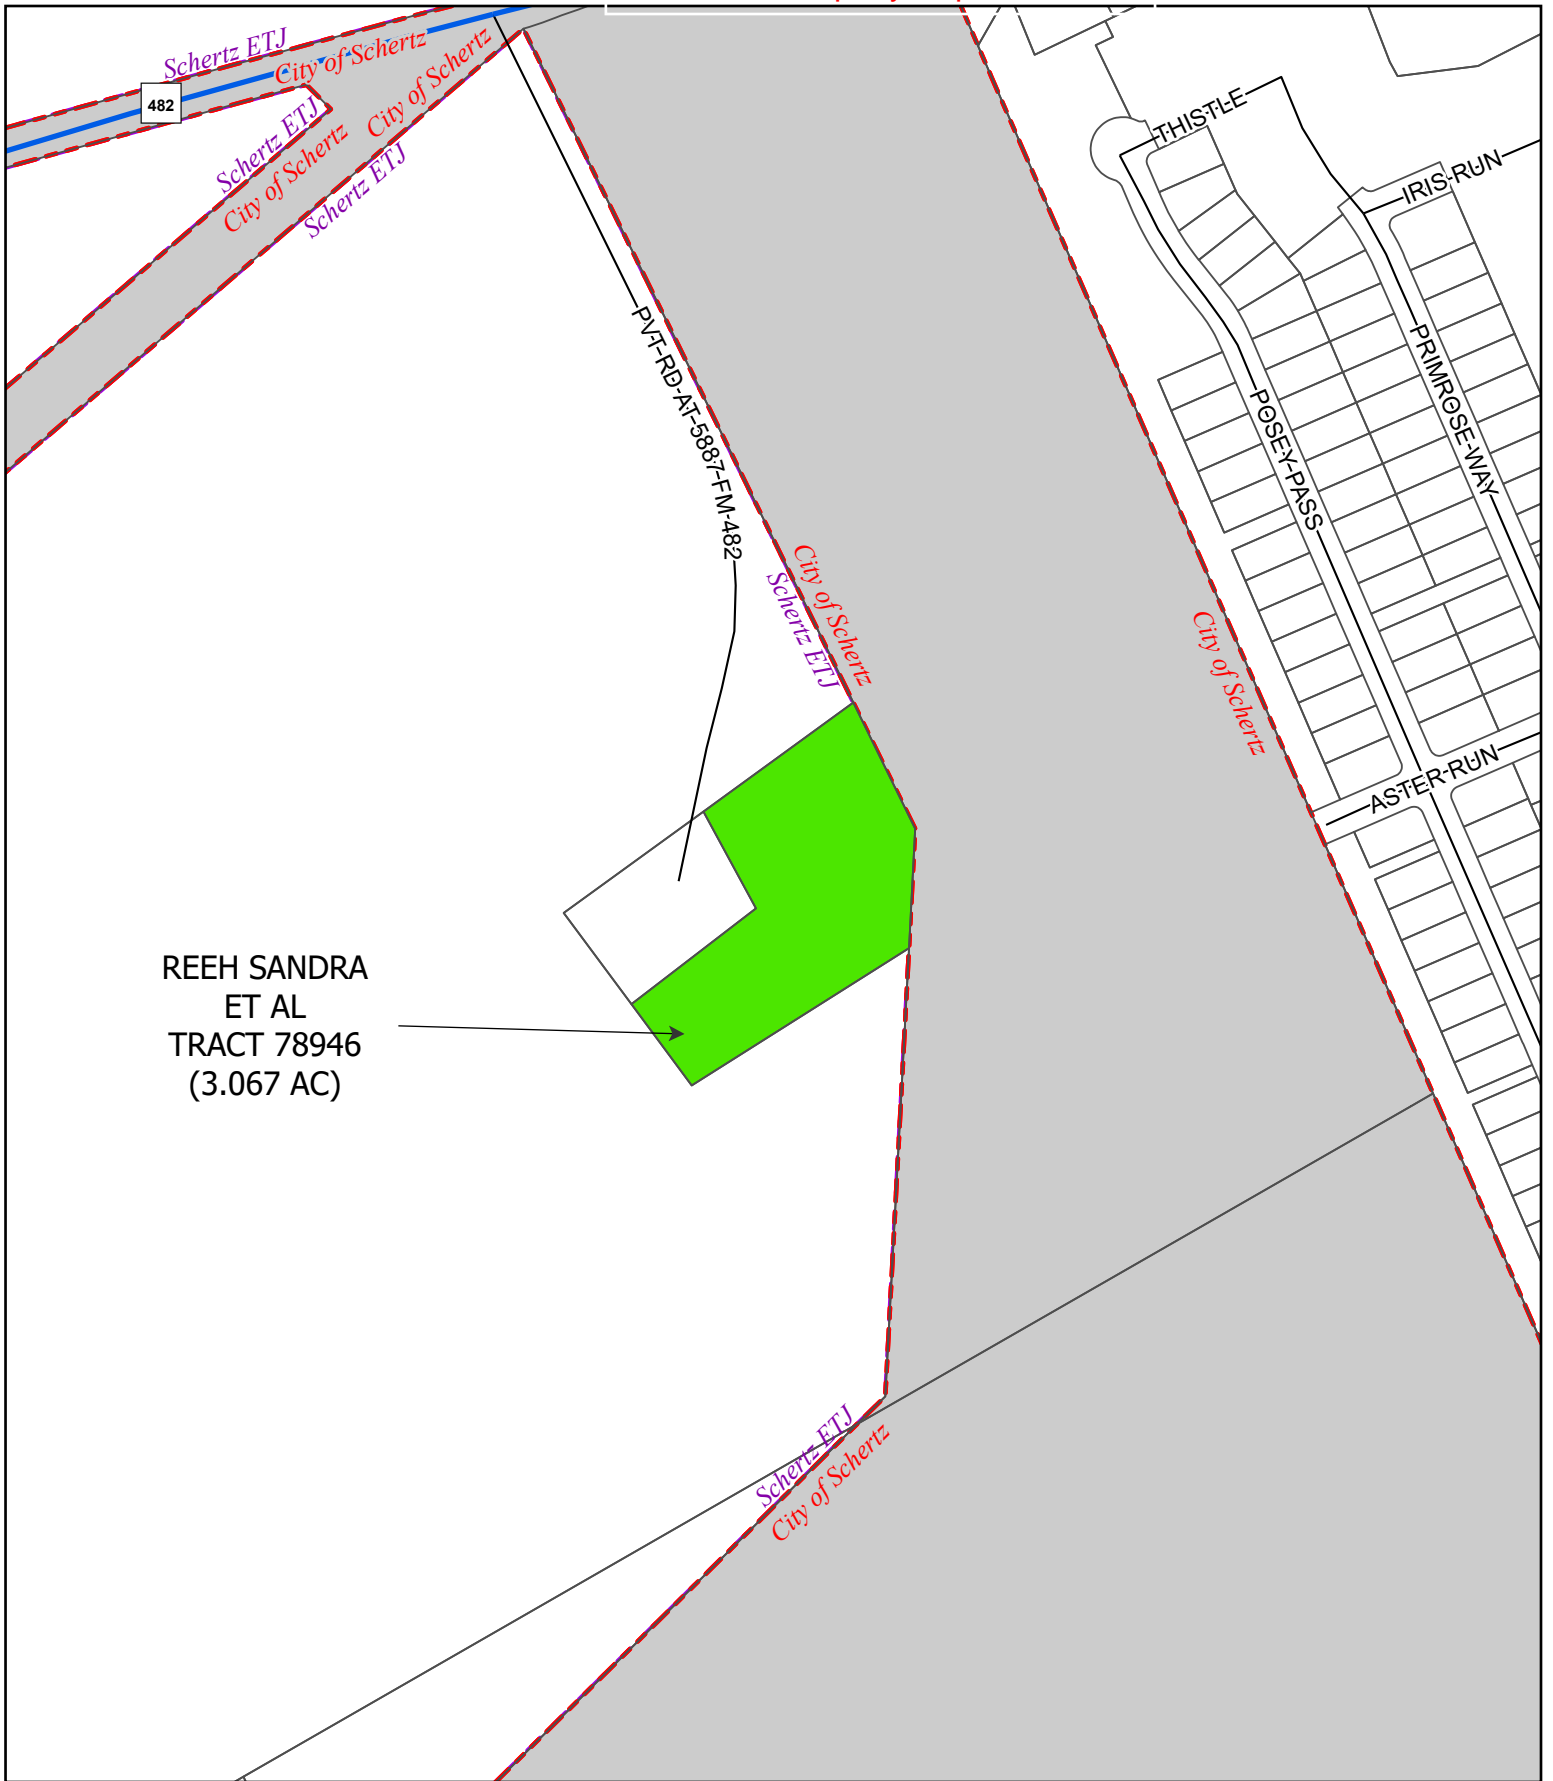 Schertz ETJ
City of Schertz
City of Schertz
482
Schertz ETJ
City of Schertz
Schertz ETJ
THISTLE
IRIS-RUN
PVT-RD-AT-5887-FM-482
PRIMROSE-WAY
POSEY-PASS
City of Schertz
Schertz ETJ
City of Schertz
ASTER-RUN
REEH SANDRA
ET AL
TRACT 78946
(3.067 AC)
Schertz ETJ
City of Schertz